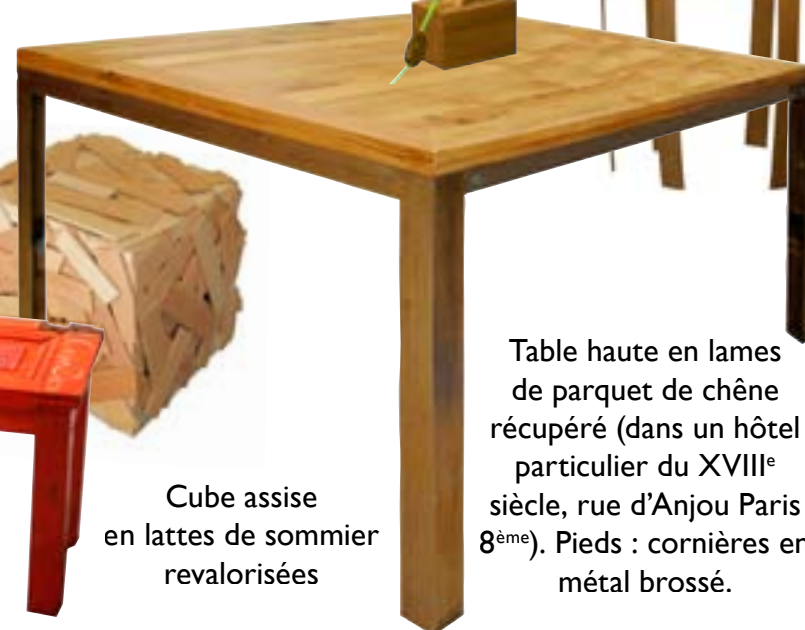 Table haute en lames
de parquet de chêne
récupéré (dans un hôtel
particulier du XVIIIᵉ
siècle, rue d’Anjou Paris
8ᵉᵐᵉ). Pieds : cornières en
métal brossé.
Cube assise
en lattes de sommier
revalorisées